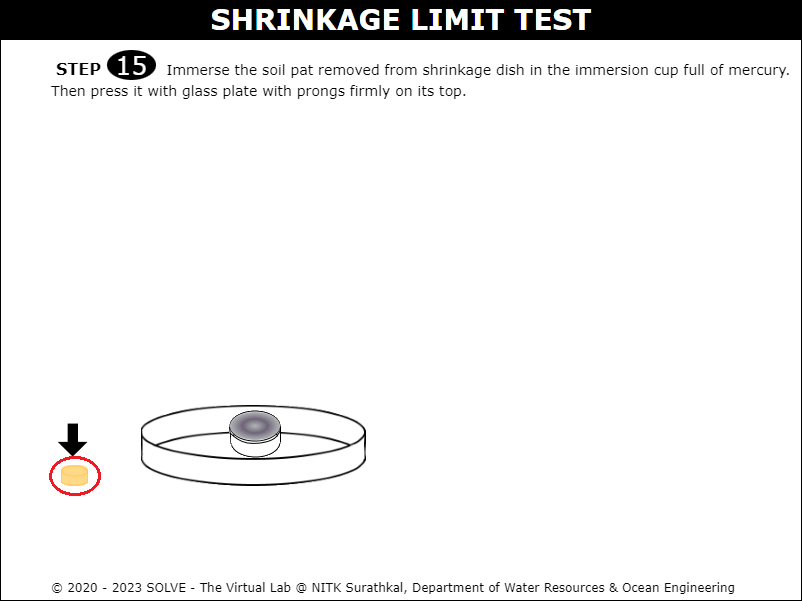 SHRINKAGE LIMIT TEST
STEP 15 Immerse the soil pat removed from shrinkage dish in the immersion cup full of mercury.
Then press it with glass plate with prongs firmly on its top.
© 2020 - 2023 SOLVE - The Virtual Lab @ NITK Surathkal, Department of Water Resources & Ocean Engineering